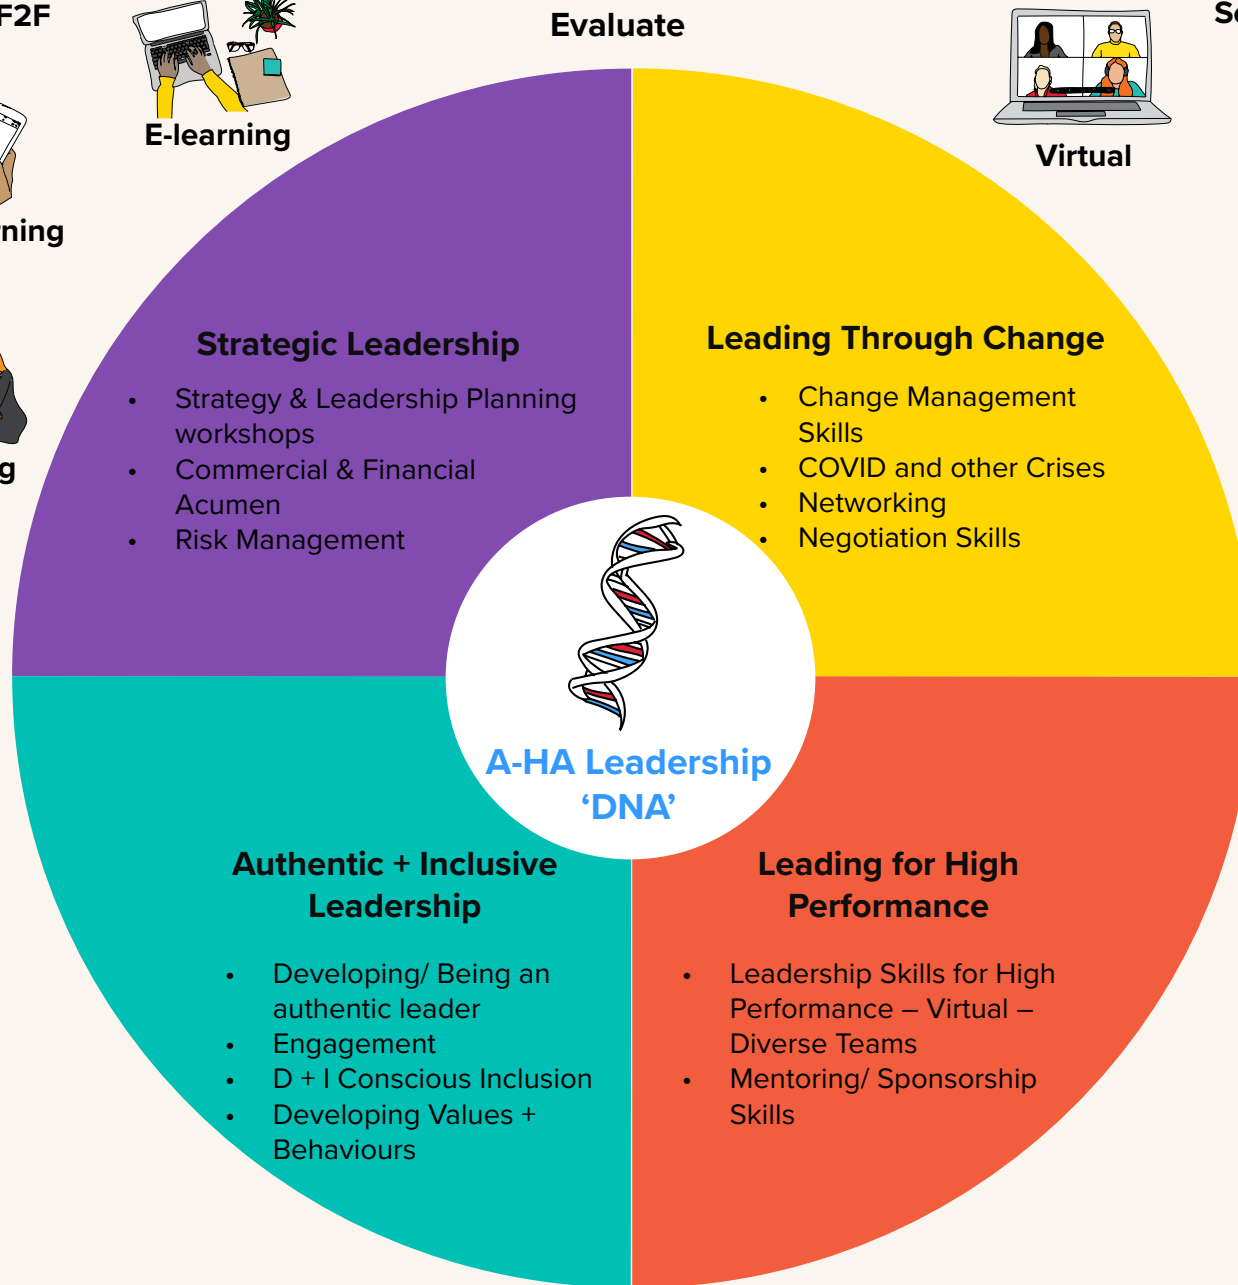 F2F
Evaluate
E-learning
Virtual
Strategic Leadership
• Strategy & Leadership Planning
workshops
• Commercial & Financial
Acumen
• Risk Management
Leading Through Change
• Change Management
Skills
• COVID and other Crises
• Networking
• Negotiation Skills
A-HA Leadership
‘DNA’
Authentic + Inclusive
Leadership
• Developing/ Being an
authentic leader
• Engagement
• D + I Conscious Inclusion
• Developing Values +
Behaviours
Leading for High
Performance
• Leadership Skills for High
Performance – Virtual –
Diverse Teams
• Mentoring/ Sponsorship
Skills